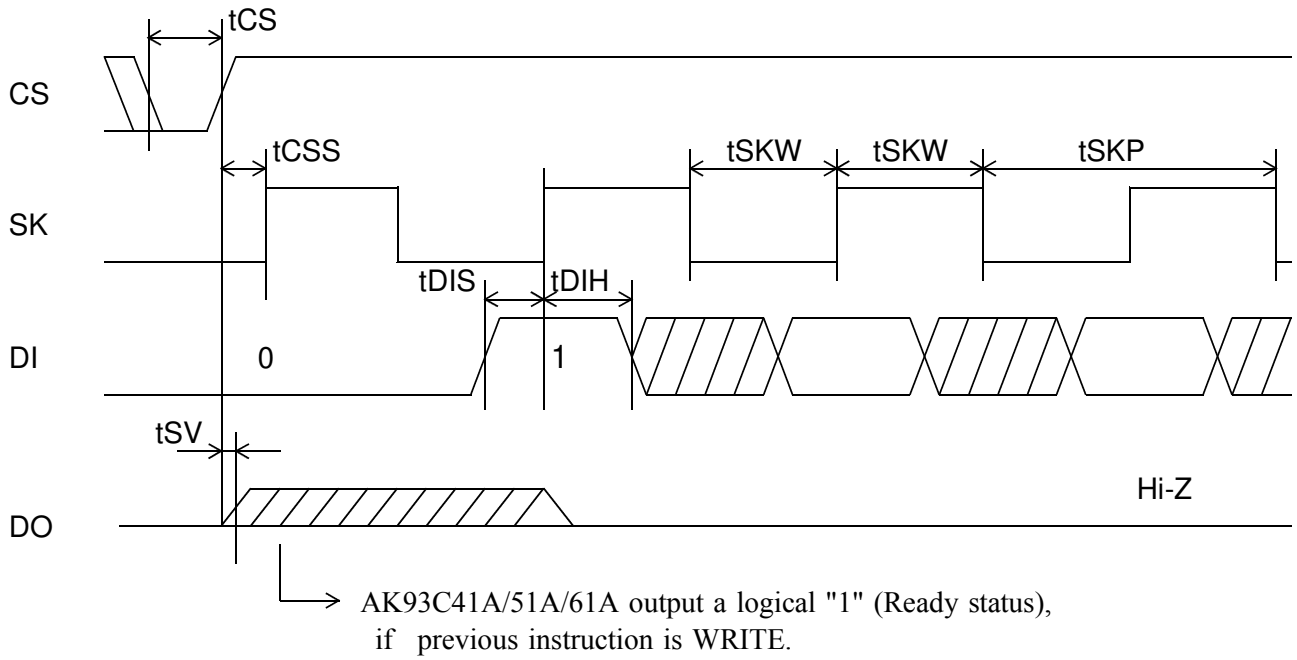 tCS
CS
tCSS
tSKW
tSKW
tSKP
SK
tDIS
tDIH
DI
0
1
tSV
Hi-Z
DO
AK93C41A/51A/61A output a logical "1" (Ready status),
if previous instruction is WRITE.